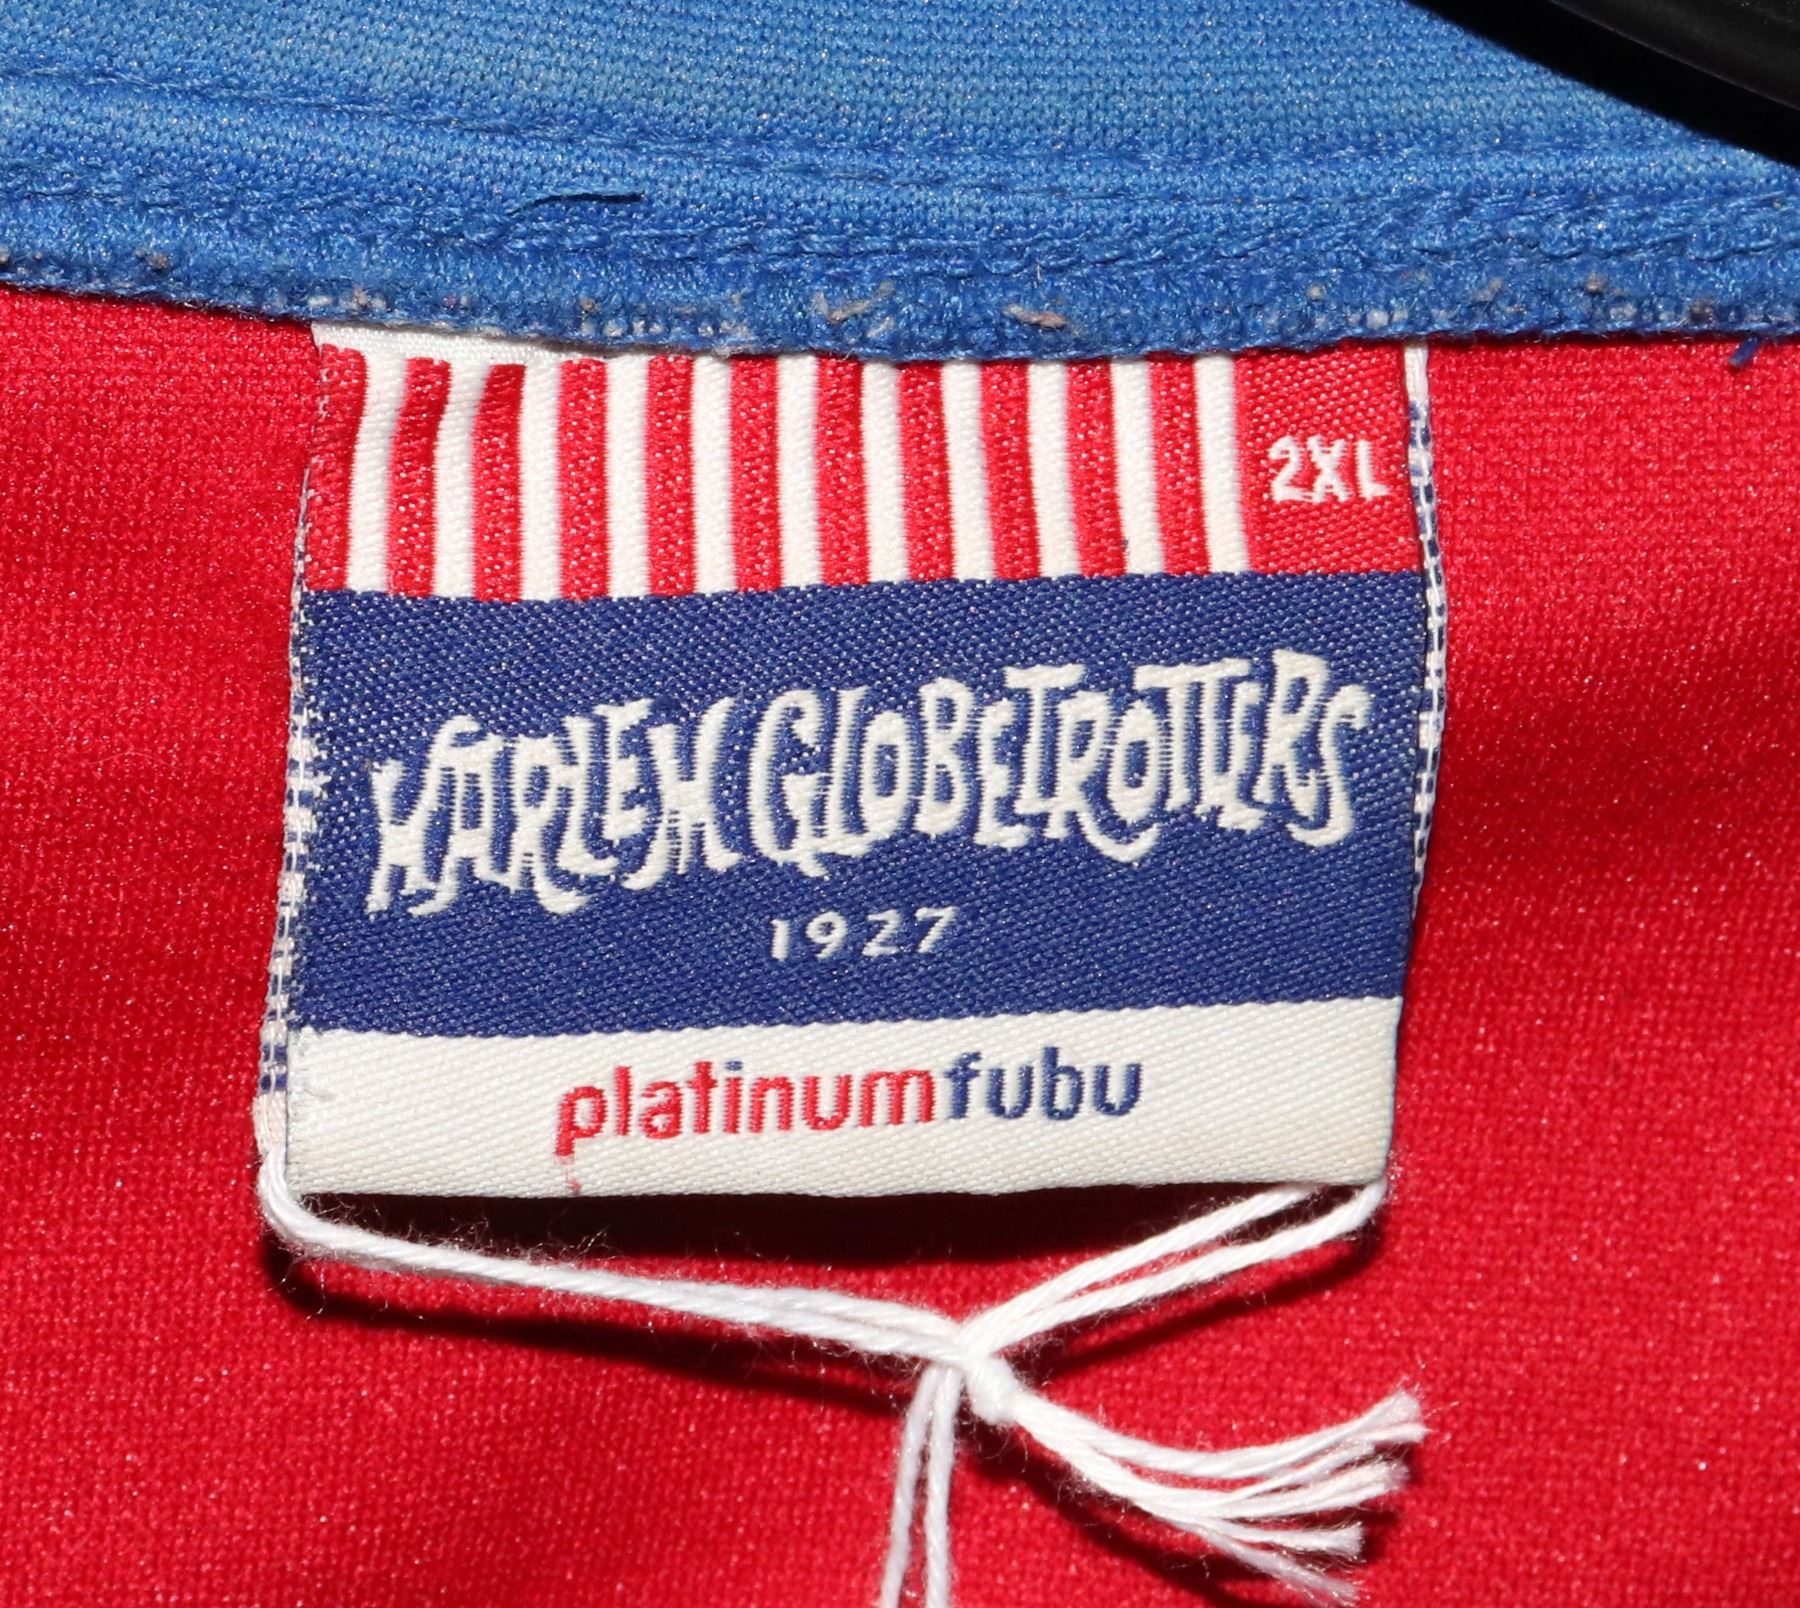 2XL
HARLEM GLOBETROTTERS
1927
platinumfubu